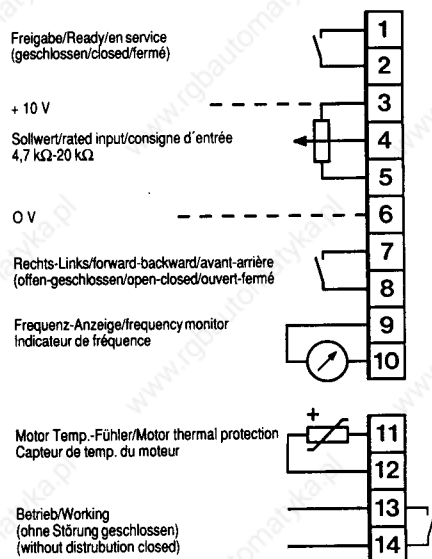 Freigabe/Ready/en service
(geschlossen/closed/fermé)
1
2
+ 10 V
3
Sollwert/rated input/consigne d´entrée
4,7 kΩ-20 kΩ
4
5
O V
6
Rechts-Links/forward-backward/avant-arrière
(offen-geschlossen/open-closed/ouvert-fermé
7
8
Frequenz-Anzeige/frequency monitor
Indicateur de fréquence
9
10
+
Motor Temp.-Fühler/Motor thermal protection
Capteur de temp. du moteur
11
12
Betrieb/Working
(ohne Störung geschlossen)
(without distrubution closed)
13
14
www.rgbautomatyka.pl